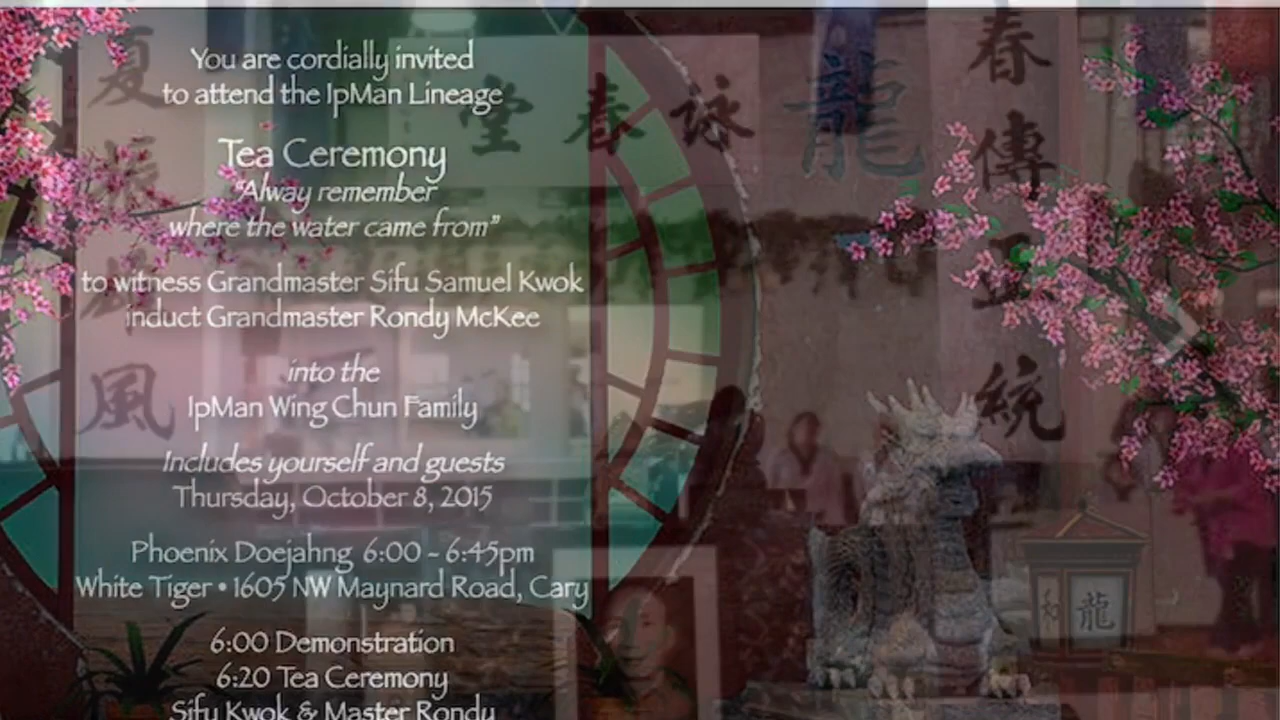 You are cordially invited
to attend the IpMan Lineage
Tea Ceremony
"Alway remember
where the water came from"
to witness Grandmaster Sifu Samuel Kwok
induct Grandmaster Rondy McKee
into the
IpMan Wing Chun Family
Includes yourself and guests
Thursday, October 8, 2015
Phoenix Doejahng 6:00 - 6:45pm
White Tiger • 1605 NW Maynard Road, Cary
6:00 Demonstration
6:20 Tea Ceremony
Sifu Kwok & Master Rondy
堂春詠
龍
春傳正統
夏振雄風
龍